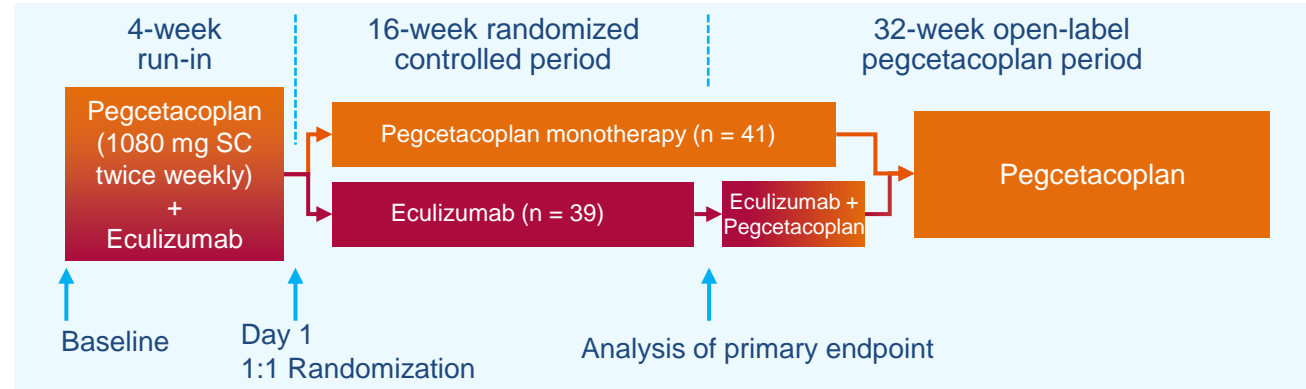 4-week
run-in
16-week randomized
controlled period
32-week open-label
pegcetacoplan period
Pegcetacoplan
(1080 mg SC
twice weekly)
+
Eculizumab
Pegcetacoplan monotherapy (n = 41)
Eculizumab (n = 39)
Eculizumab +
Pegcetacoplan
Pegcetacoplan
Baseline
Day 1
1:1 Randomization
Analysis of primary endpoint